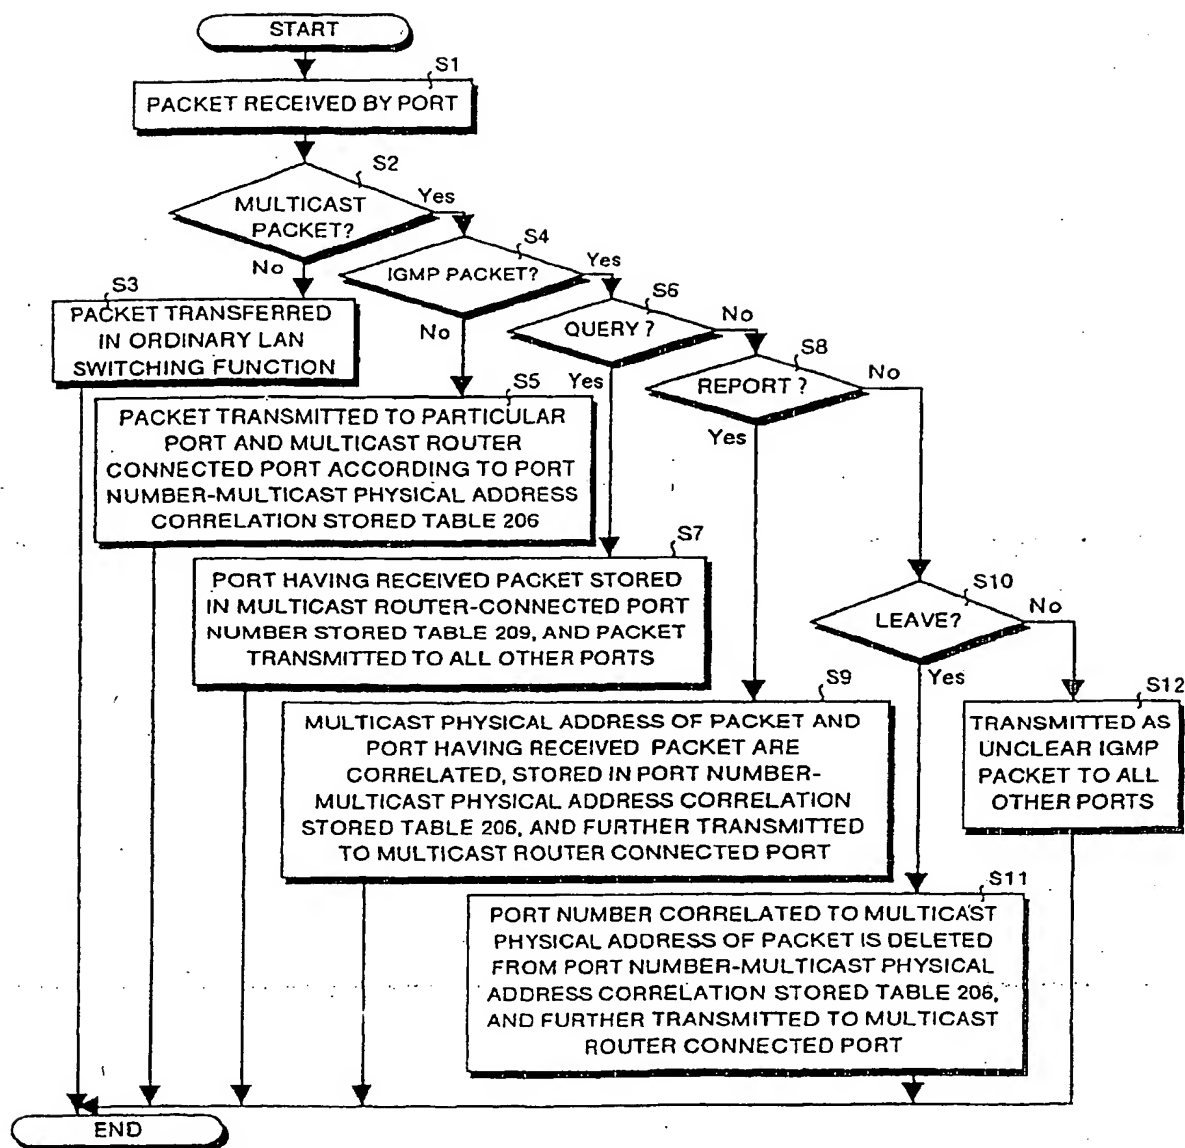 START
S1
PACKET RECEIVED BY PORT
S2
MULTICAST
PACKET?
Yes
No
S3
PACKET TRANSFERRED
IN ORDINARY LAN
SWITCHING FUNCTION
S4
IGMP PACKET?
Yes
No
S5
PACKET TRANSMITTED TO PARTICULAR
PORT AND MULTICAST ROUTER
CONNECTED PORT ACCORDING TO PORT
NUMBER-MULTICAST PHYSICAL ADDRESS
CORRELATION STORED TABLE 206
S6
QUERY ?
No
Yes
S7
PORT HAVING RECEIVED PACKET STORED
IN MULTICAST ROUTER-CONNECTED PORT
NUMBER STORED TABLE 209, AND PACKET
TRANSMITTED TO ALL OTHER PORTS
S8
REPORT ?
No
Yes
S9
MULTICAST PHYSICAL ADDRESS OF PACKET AND
PORT HAVING RECEIVED PACKET ARE
CORRELATED, STORED IN PORT NUMBER-
MULTICAST PHYSICAL ADDRESS CORRELATION
STORED TABLE 206, AND FURTHER TRANSMITTED
TO MULTICAST ROUTER CONNECTED PORT
S10
LEAVE?
No
Yes
S11
PORT NUMBER CORRELATED TO MULTICAST
PHYSICAL ADDRESS OF PACKET IS DELETED
FROM PORT NUMBER-MULTICAST PHYSICAL
ADDRESS CORRELATION STORED TABLE 206,
AND FURTHER TRANSMITTED TO MULTICAST
ROUTER CONNECTED PORT
S12
TRANSMITTED AS
UNCLEAR IGMP
PACKET TO ALL
OTHER PORTS
END